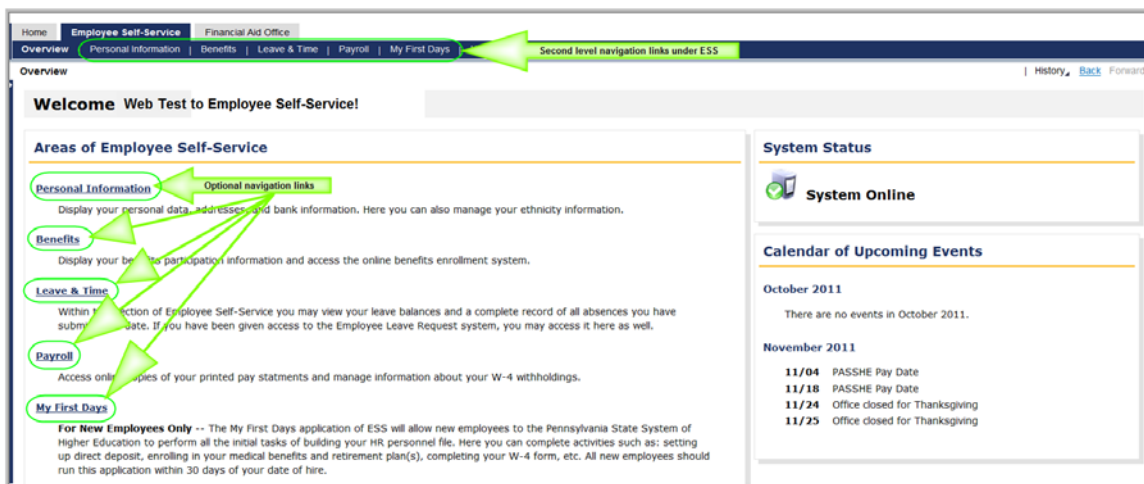 Home Employee Self-Service Financial Aid Office
Overview Personal Information | Benefits | Leave & Time | Payroll | My First Days |
Second level navigation links under ESS
Overview
| History Back Forward
Welcome Web Test to Employee Self-Service!
Areas of Employee Self-Service
Personal Information
Optional navigation links
Display your personal data, addresses, and bank information. Here you can also manage your ethnicity information.
Benefits
Display your participation information and access the online benefits enrollment system.
Leave & Time
Within of Employee Self-Service you may view your leave balances and a complete record of all absences you have
If you have been given access to the Employee Leave Request system, you may access it here as well.
Payroll
Access of your printed pay statments and manage information about your W-4 withholdings.
My First Days
For New Employees Only -- The My First Days application of ESS will allow new employees to the Pennsylvania State System of
Higher Education to perform all the initial tasks of building your HR personnel file. Here you can complete activities such as: setting
up direct deposit, enrolling in your medical benefits and retirement plan(s), completing your W-4 form, etc. All new employees should
run this application within 30 days of your date of hire.
System Status
System Online
Calendar of Upcoming Events
October 2011
There are no events in October 2011.
November 2011
11/04 PASSHE Pay Date
11/18 PASSHE Pay Date
11/24 Office closed for Thanksgiving
11/25 Office closed for Thanksgiving